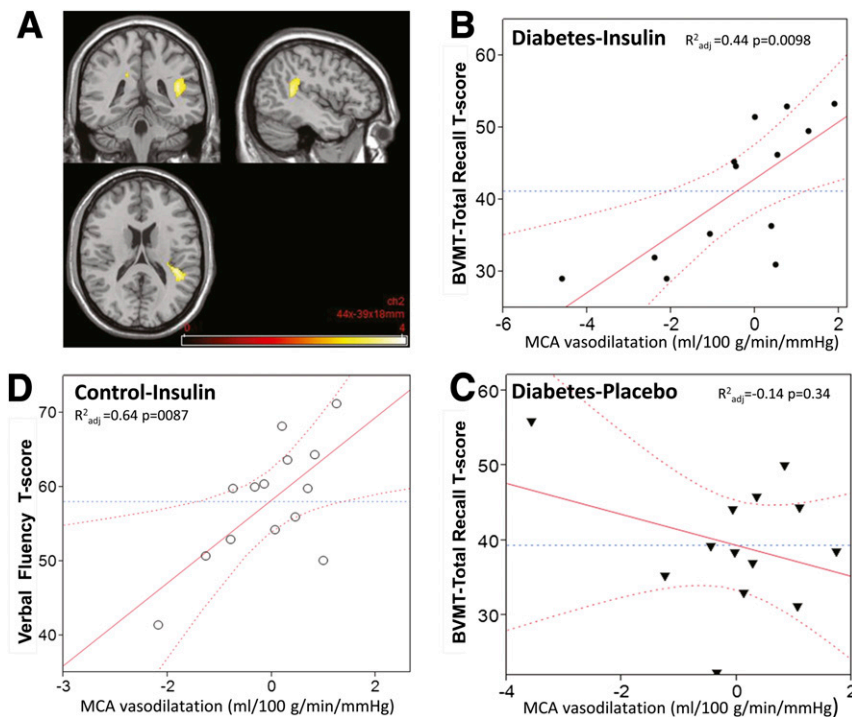 A
ch2
44x-39x18mm
0
4
B
Diabetes-Insulin
R²adj =0.44 p=0.0098
BVMT-Total Recall T-score
60
50
40
30
-6
-4
-2
0
2
MCA vasodilatation (ml/100 g/min/mmHg)
D
Control-Insulin
R²adj =0.64 p=0087
Verbal Fluency T-score
70
60
50
40
-3
-2
0
2
MCA vasodilatation (ml/100 g/min/mmHg)
C
Diabetes-Placebo
R²adj=-0.14 p=0.34
BVMT-Total Recall T-score
60
50
40
30
-4
-2
0
2
MCA vasodilatation (ml/100 g/min/mmHg)